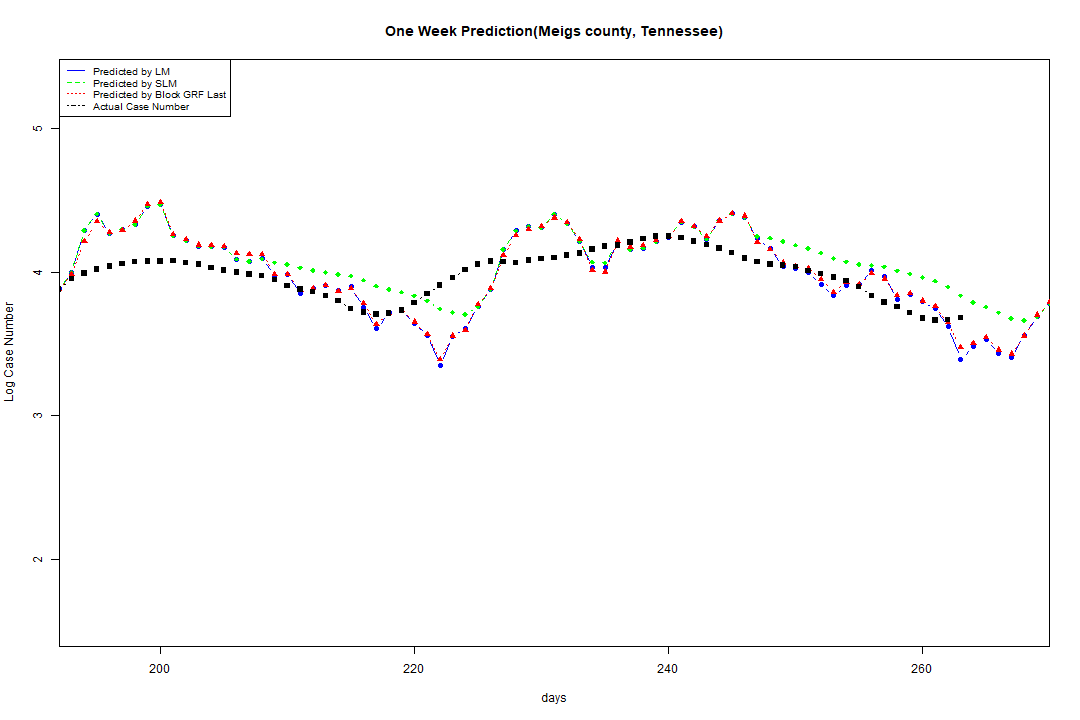 One Week Prediction(Meigs county, Tennessee)
Predicted by LM
Predicted by SLM
Predicted by Block GRF Last
Actual Case Number
5
4
3
2
Log Case Number
200 220 240 260
days